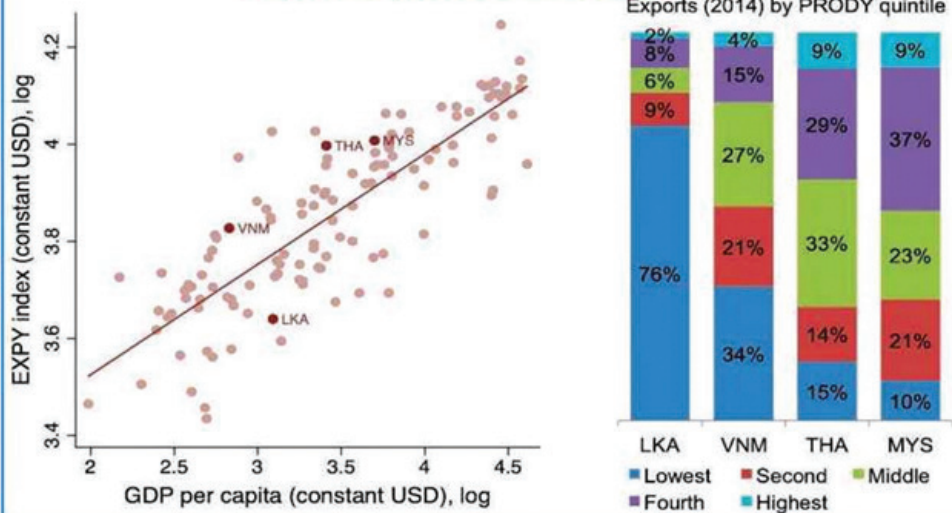 EXPY index (constant USD), log
4.2
4
3.8
3.6
3.4
THA
MYS
VNM
LKA
2 2.5 3 3.5 4 4.5
GDP per capita (constant USD), log
Exports (2014) by PRODY quintile
2% 4% 9% 9%
8% 15% 29% 37%
6% 27% 33% 23%
9% 21% 14% 21%
76% 34% 15% 10%
LKA VNM THA MYS
Lowest Second Middle
Fourth Highest